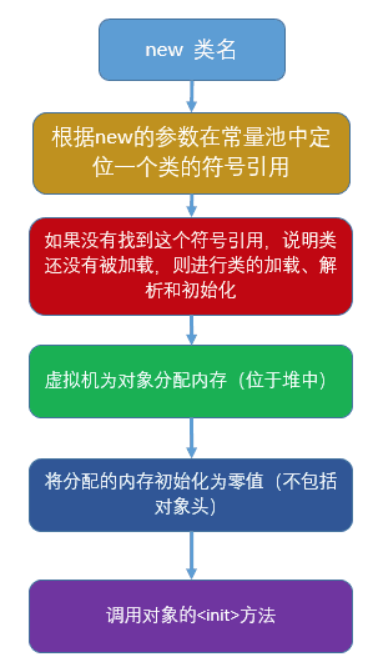 new 类名
根据new的参数在常量池中定
位一个类的符号引用
如果没有找到这个符号引用，说明类
还没有被加载，则进行类的加载、解
析和初始化
虚拟机为对象分配内存（位于堆中）
将分配的内存初始化为零值（不包括
对象头）
调用对象的<init>方法